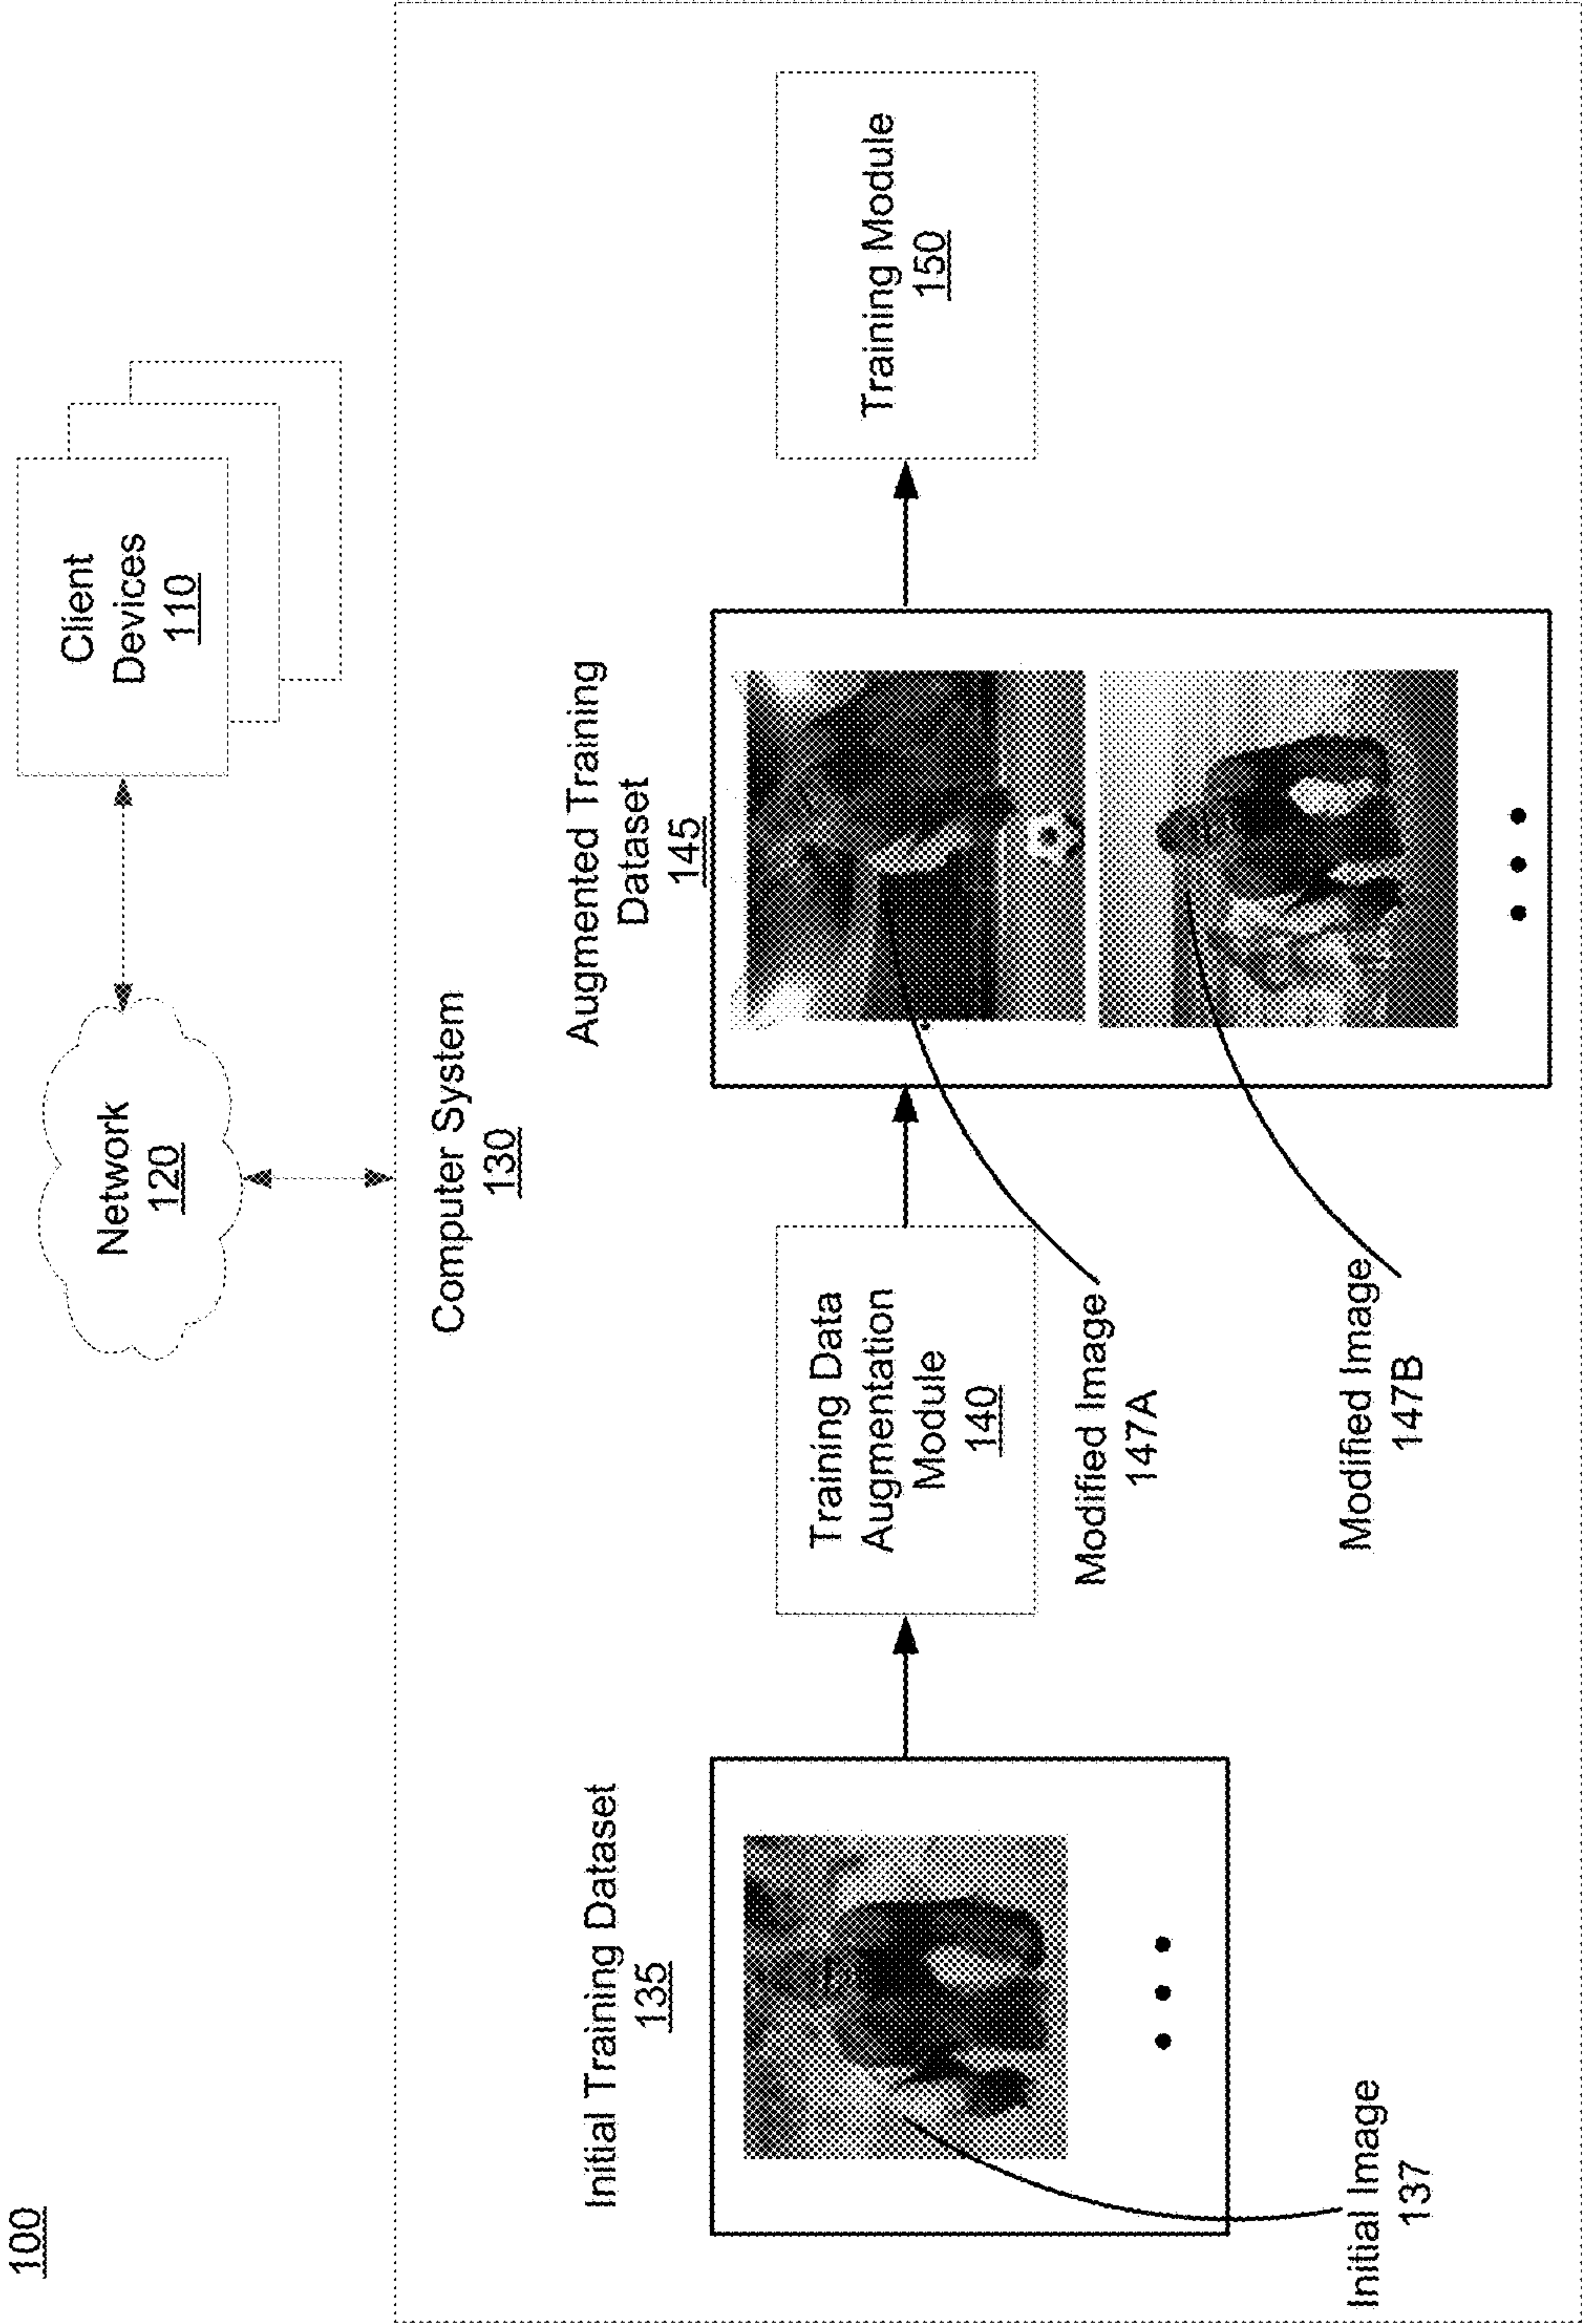 100
Network
120
Client
Devices
110
Computer System
130
Initial Training Dataset
135
Initial Image
137
Training Data
Augmentation
Module
140
Modified Image
147A
Modified Image
147B
Augmented Training
Dataset
145
Training Module
150